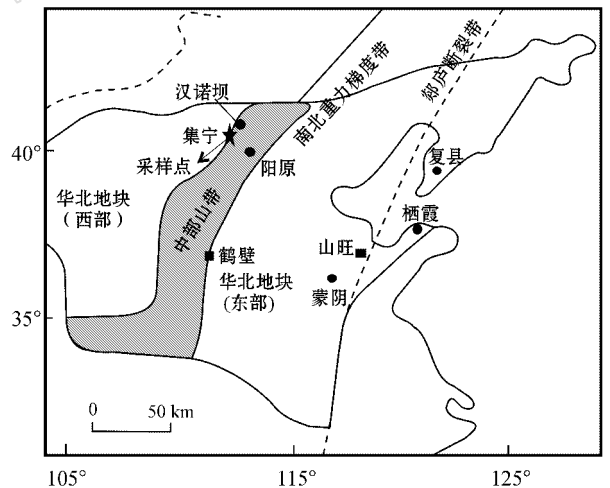 南北重力梯度带
郯庐断裂带
汉诺坝
集宁
采样点
阳原
复县
40°
华北地块
(西部)
中部山带
栖霞
鹤壁
山旺
华北地块
(东部)
蒙阴
35°
0
50 km
105°
115°
125°